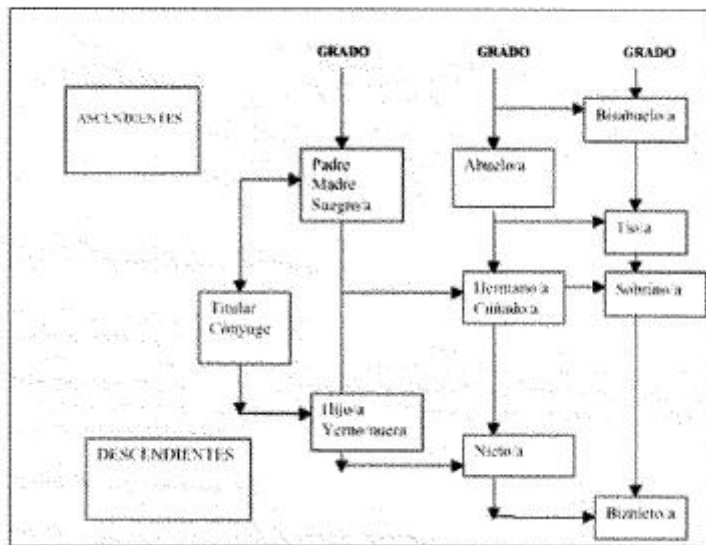 GRADO GRADO GRADO
ASCENDIENTES
Bisabuelo/a
Padre
Madre
Suegro/a
Abuelo/a
Tío/a
Titular
Cónyuge
Hermano/a
Cuñado/a
Sobrino/a
Hijo/a
Yerno/nuera
DESCENDIENTES
Nieto/a
Biznieto/a